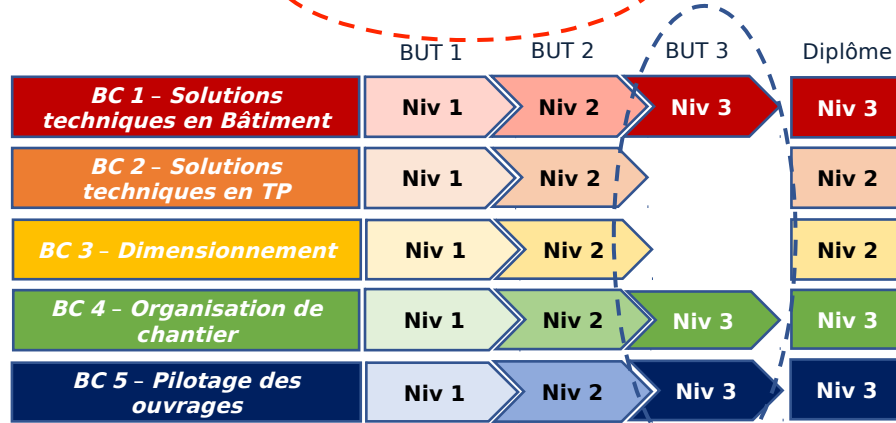 BUT 1 BUT 2 BUT 3 Diplôme
BC 1 – Solutions
techniques en Bâtiment
Niv 1 Niv 2 Niv 3 Niv 3
BC 2 – Solutions
techniques en TP
Niv 1 Niv 2 Niv 2
BC 3 – Dimensionnement
Niv 1 Niv 2 Niv 2
BC 4 – Organisation de
chantier
Niv 1 Niv 2 Niv 3 Niv 3
BC 5 – Pilotage des
ouvrages
Niv 1 Niv 2 Niv 3 Niv 3